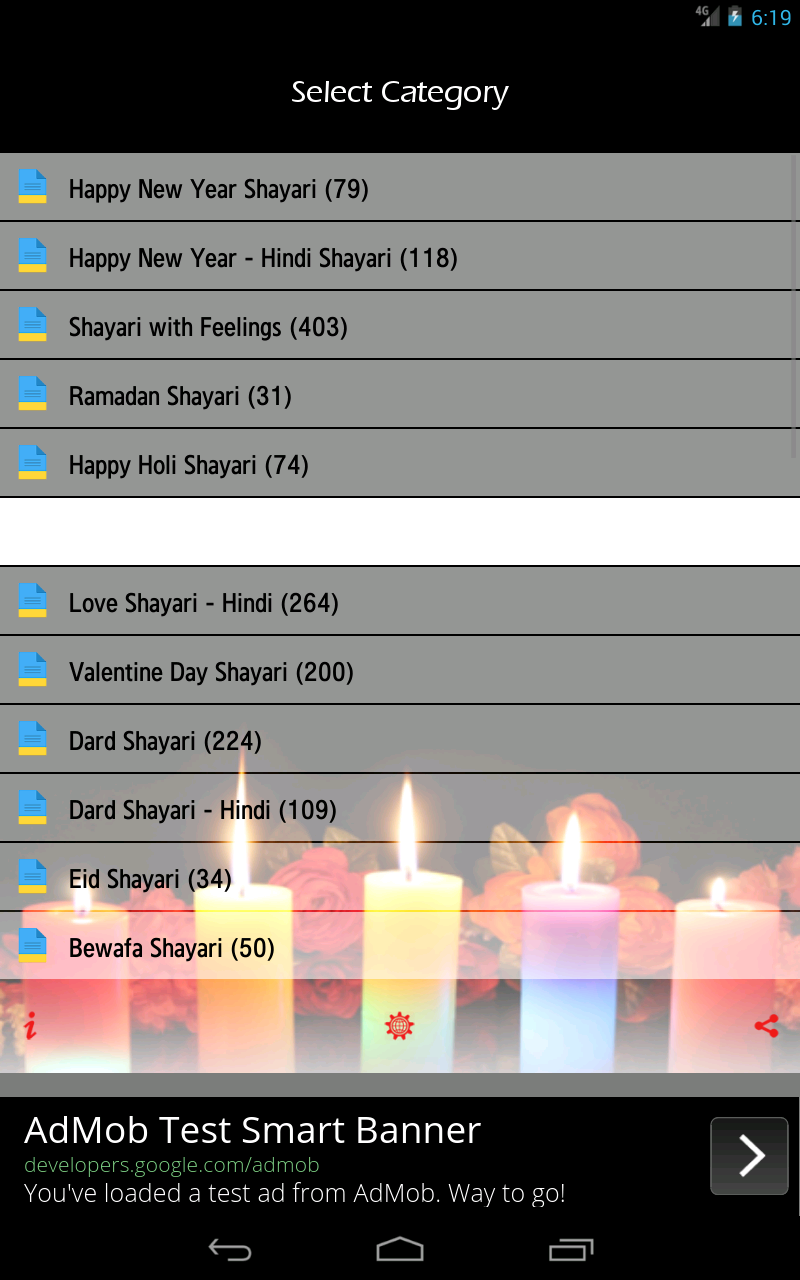 4G 6:19
Select Category
Happy New Year Shayari (79)
Happy New Year - Hindi Shayari (118)
Shayari with Feelings (403)
Ramadan Shayari (31)
Happy Holi Shayari (74)
Love Shayari - Hindi (264)
Valentine Day Shayari (200)
Dard Shayari (224)
Dard Shayari - Hindi (109)
Eid Shayari (34)
Bewafa Shayari (50)
i
AdMob Test Smart Banner
developers.google.com/admob
You've loaded a test ad from AdMob. Way to go!